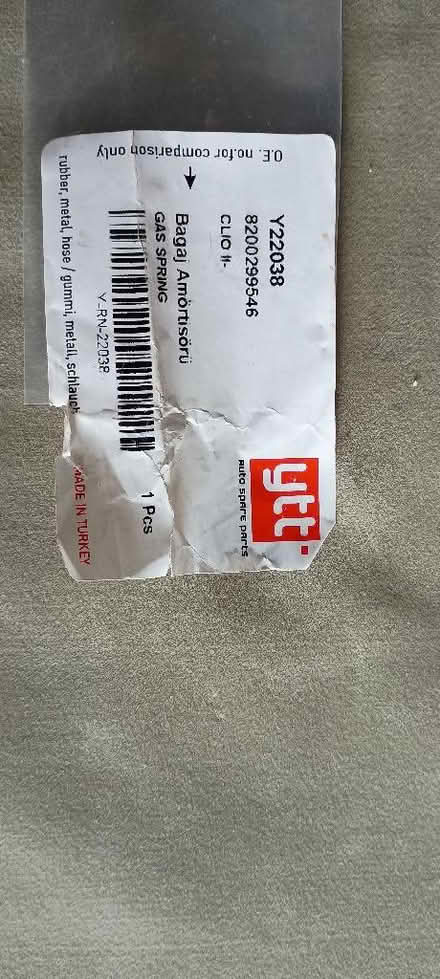 O.E. no.for comparison only
Y22038
8200299546
CLIO II-
Bagaj Amörtisörü
GAS SPRING
Y-RN-22038
rubber, metal, hose / gummi, metall, schlauch
ytt
auto spare parts
1 Pcs
MADE IN TURKEY